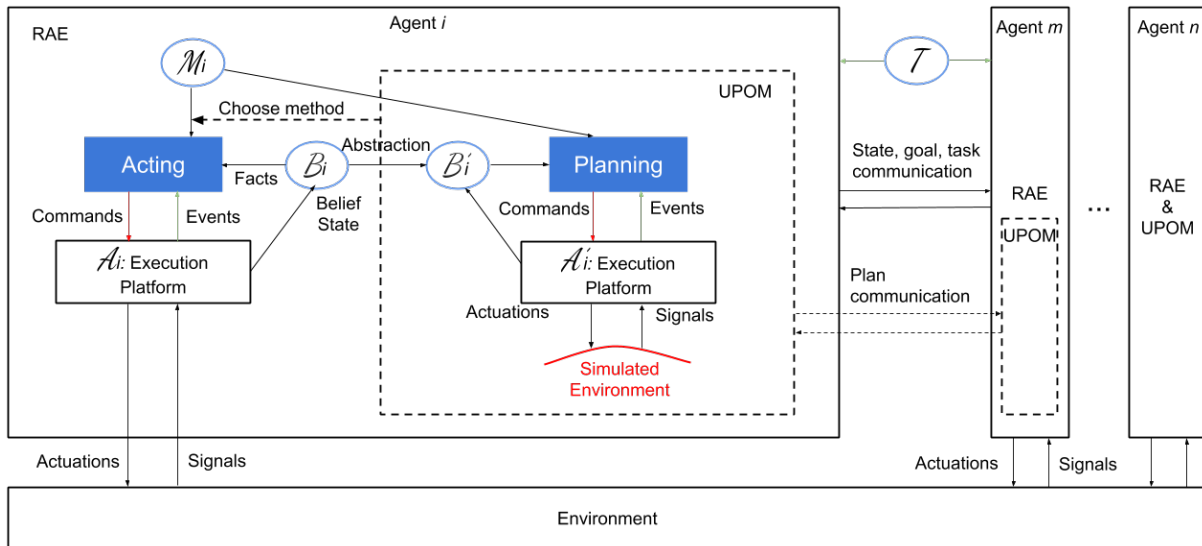 RAE
Agent i
Agent m
Agent n
Mi
T
UPOM
Choose method
Acting
Bi
Abstraction
B′i
Planning
State, goal, task
communication
Facts
RAE
RAE
&
UPOM
...
Belief
State
Commands
Events
Commands
Events
UPOM
Ai: Execution
Platform
A′i: Execution
Platform
Plan
communication
Actuations
Signals
Simulated
Environment
Actuations
Signals
Actuations
Signals
Environment